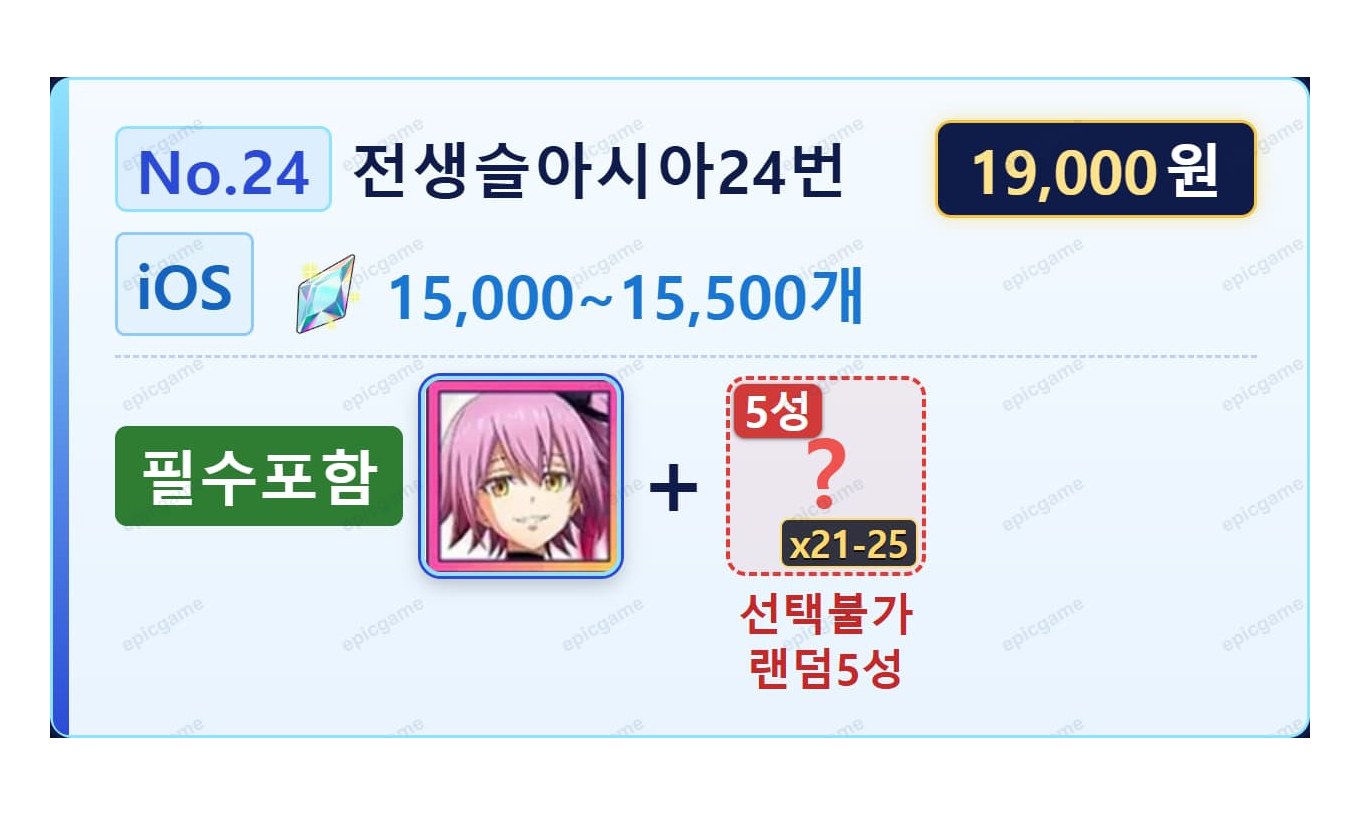 No.24 전생슬아시아24번 19,000원
iOS 15,000~15,500개
필수포함 + 5성 ? x21-25
선택불가
랜덤5성
epicgame